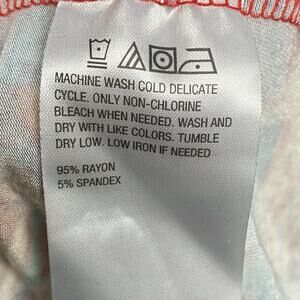 MACHINE WASH COLD DELICATE
CYCLE. ONLY NON-CHLORINE
BLEACH WHEN NEEDED. WASH AND
DRY WITH LIKE COLORS. TUMBLE
DRY LOW. LOW IRON IF NEEDED
95% RAYON
5% SPANDEX